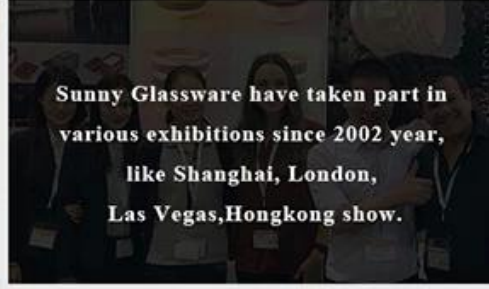 Sunny Glassware have taken part in
various exhibitions since 2002 year,
like Shanghai, London,
Las Vegas,Hongkong show.